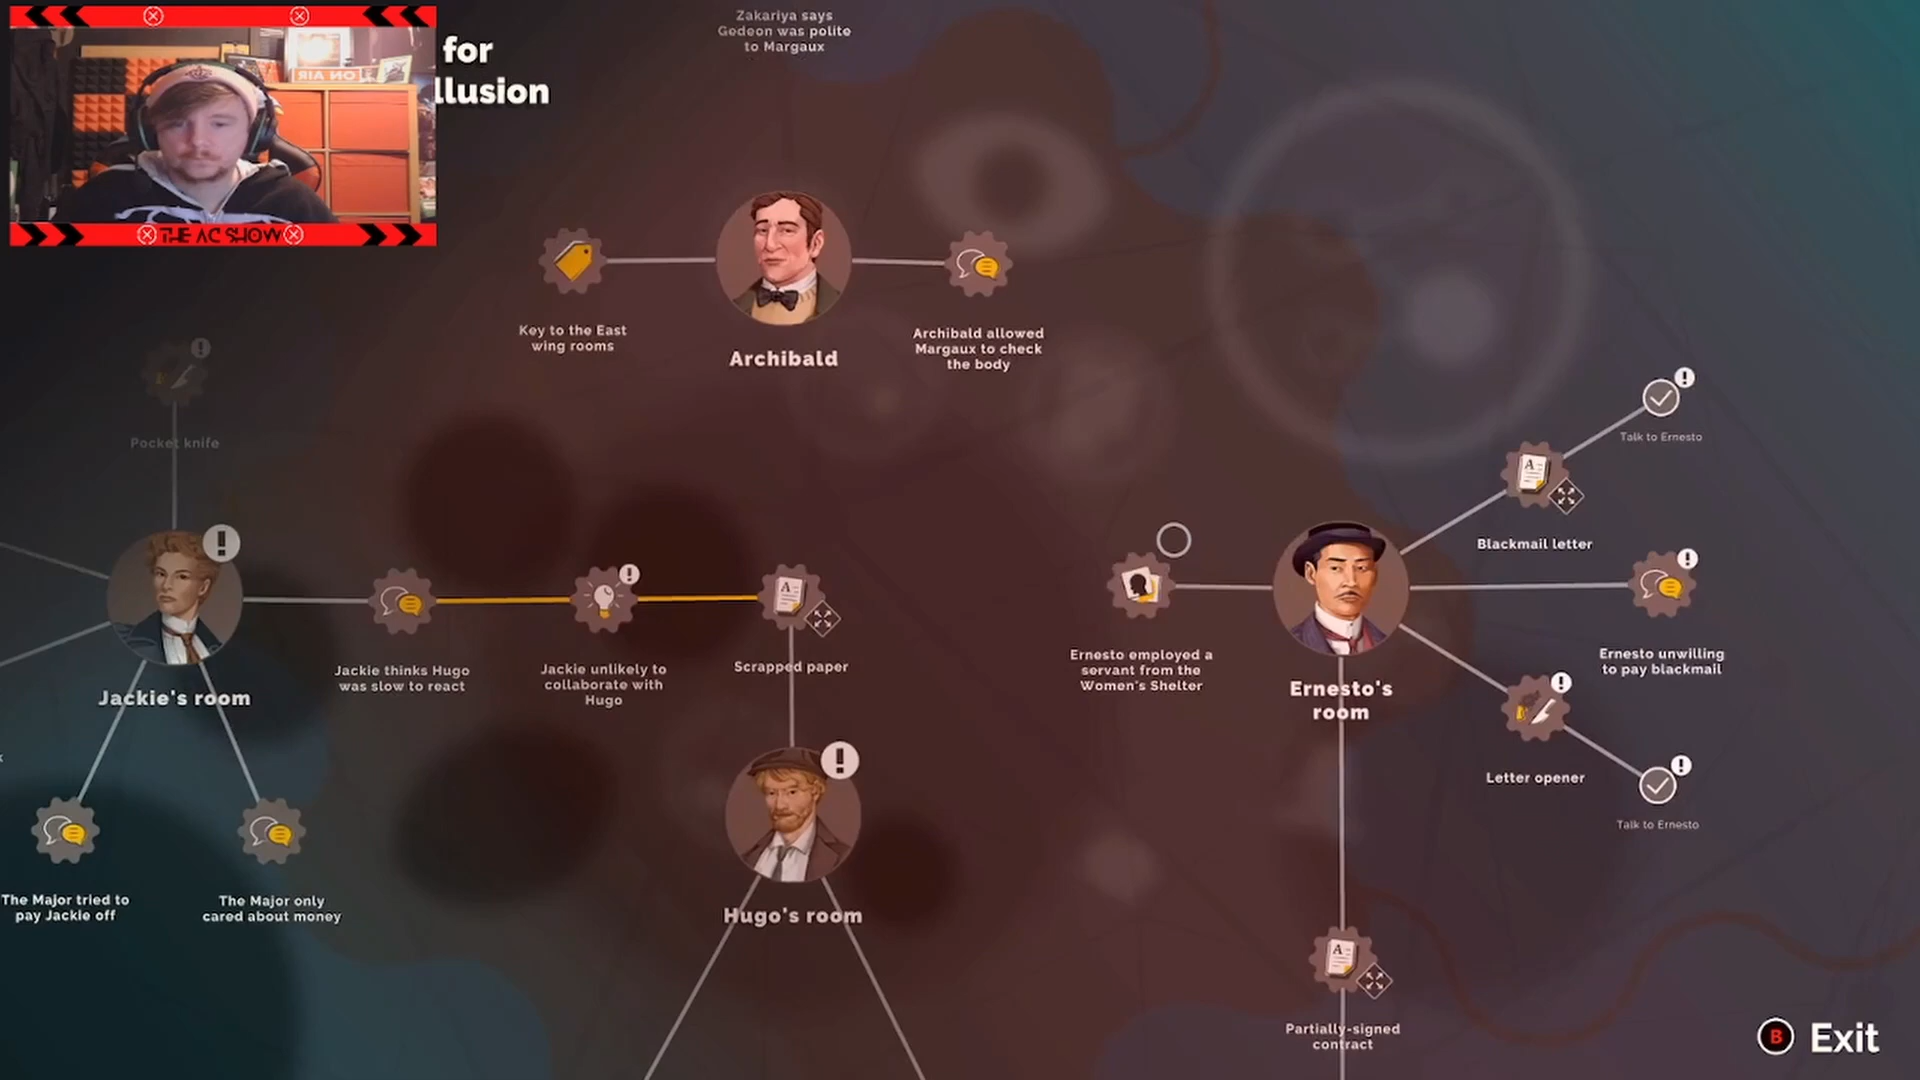 Zakariya says
Gedeon was polite
to Margaux
for
llusion
ON AIR
THE AC SHOW
Key to the East
wing rooms
Archibald
Archibald allowed
Margaux to check
the body
Pocket knife
Talk to Ernesto
Blackmail letter
Jackie thinks Hugo
was slow to react
Jackie unlikely to
collaborate with
Hugo
Scrapped paper
Jackie's room
Ernesto employed a
servant from the
Women's Shelter
Ernesto's
room
Ernesto unwilling
to pay blackmail
Letter opener
Talk to Ernesto
The Major tried to
pay Jackie off
The Major only
cared about money
Hugo's room
Partially-signed
contract
B Exit